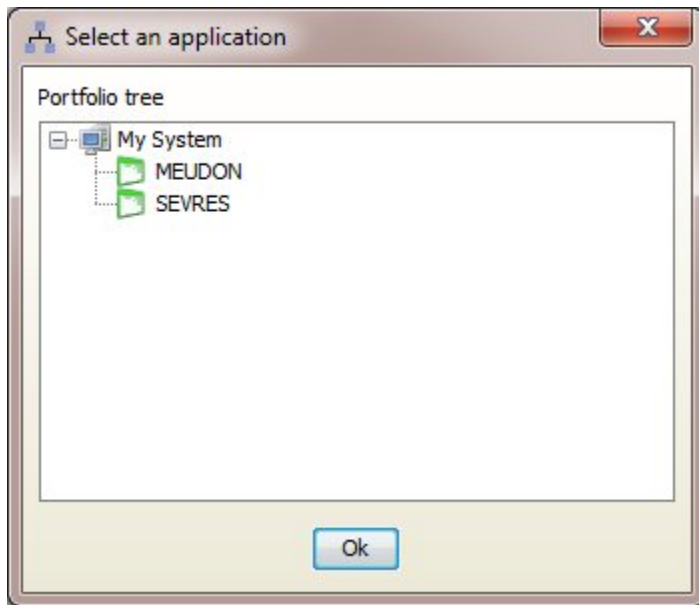 Select an application
Portfolio tree
My System
MEUDON
SEVRES
Ok